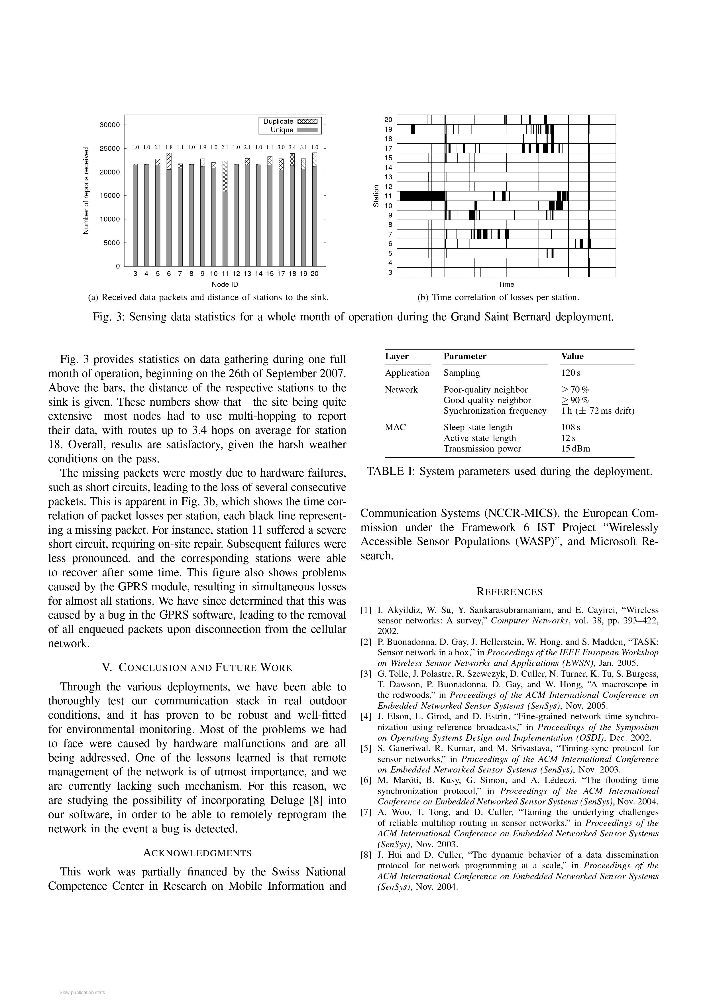 30000
25000
20000
15000
10000
5000
0
Number of reports received
Duplicate
Unique
1.0 1.0 2.1 1.8 1.1 1.0 1.9 1.0 2.1 1.0 2.1 1.0 1.1 3.0 3.4 3.1 1.0
3 4 5 6 7 8 9 10 11 12 13 14 15 17 18 19 20
Node ID
(a) Received data packets and distance of stations to the sink.
20
19
18
17
15
14
13
12
11
10
9
8
7
6
5
4
3
Station
Time
(b) Time correlation of losses per station.
Fig. 3: Sensing data statistics for a whole month of operation during the Grand Saint Bernard deployment.
Fig. 3 provides statistics on data gathering during one full
month of operation, beginning on the 26th of September 2007.
Above the bars, the distance of the respective stations to the
sink is given. These numbers show that—the site being quite
extensive—most nodes had to use multi-hopping to report
their data, with routes up to 3.4 hops on average for station
18. Overall, results are satisfactory, given the harsh weather
conditions on the pass.
The missing packets were mostly due to hardware failures,
such as short circuits, leading to the loss of several consecutive
packets. This is apparent in Fig. 3b, which shows the time cor-
relation of packet losses per station, each black line represent-
ing a missing packet. For instance, station 11 suffered a severe
short circuit, requiring on-site repair. Subsequent failures were
less pronounced, and the corresponding stations were able
to recover after some time. This figure also shows problems
caused by the GPRS module, resulting in simultaneous losses
for almost all stations. We have since determined that this was
caused by a bug in the GPRS software, leading to the removal
of all enqueued packets upon disconnection from the cellular
network.
V. CONCLUSION AND FUTURE WORK
Through the various deployments, we have been able to
thoroughly test our communication stack in real outdoor
conditions, and it has proven to be robust and well-fitted
for environmental monitoring. Most of the problems we had
to face were caused by hardware malfunctions and are all
being addressed. One of the lessons learned is that remote
management of the network is of utmost importance, and we
are currently lacking such mechanism. For this reason, we
are studying the possibility of incorporating Deluge [8] into
our software, in order to be able to remotely reprogram the
network in the event a bug is detected.
ACKNOWLEDGMENTS
This work was partially financed by the Swiss National
Competence Center in Research on Mobile Information and
Layer Parameter Value
Application Sampling 120 s
Network Poor-quality neighbor ≥ 70 %
Good-quality neighbor ≥ 90 %
Synchronization frequency 1 h (± 72 ms drift)
MAC Sleep state length 108 s
Active state length 12 s
Transmission power 15 dBm
TABLE I: System parameters used during the deployment.
Communication Systems (NCCR-MICS), the European Com-
mission under the Framework 6 IST Project “Wirelessly
Accessible Sensor Populations (WASP)”, and Microsoft Re-
search.
REFERENCES
[1] I. Akyildiz, W. Su, Y. Sankarasubramaniam, and E. Cayirci, “Wireless
sensor networks: A survey,” Computer Networks, vol. 38, pp. 393–422,
2002.
[2] P. Buonadonna, D. Gay, J. Hellerstein, W. Hong, and S. Madden, “TASK:
Sensor network in a box,” in Proceedings of the IEEE European Workshop
on Wireless Sensor Networks and Applications (EWSN), Jan. 2005.
[3] G. Tolle, J. Polastre, R. Szewczyk, D. Culler, N. Turner, K. Tu, S. Burgess,
T. Dawson, P. Buonadonna, D. Gay, and W. Hong, “A macroscope in
the redwoods,” in Proceedings of the ACM International Conference on
Embedded Networked Sensor Systems (SenSys), Nov. 2005.
[4] J. Elson, L. Girod, and D. Estrin, “Fine-grained network time synchro-
nization using reference broadcasts,” in Proceedings of the Symposium
on Operating Systems Design and Implementation (OSDI), Dec. 2002.
[5] S. Ganeriwal, R. Kumar, and M. Srivastava, “Timing-sync protocol for
sensor networks,” in Proceedings of the ACM International Conference
on Embedded Networked Sensor Systems (SenSys), Nov. 2003.
[6] M. Maróti, B. Kusy, G. Simon, and A. Lédeczi, “The flooding time
synchronization protocol,” in Proceedings of the ACM International
Conference on Embedded Networked Sensor Systems (SenSys), Nov. 2004.
[7] A. Woo, T. Tong, and D. Culler, “Taming the underlying challenges
of reliable multihop routing in sensor networks,” in Proceedings of the
ACM International Conference on Embedded Networked Sensor Systems
(SenSys), Nov. 2003.
[8] J. Hui and D. Culler, “The dynamic behavior of a data dissemination
protocol for network programming at a scale,” in Proceedings of the
ACM International Conference on Embedded Networked Sensor Systems
(SenSys), Nov. 2004.
View publication stats